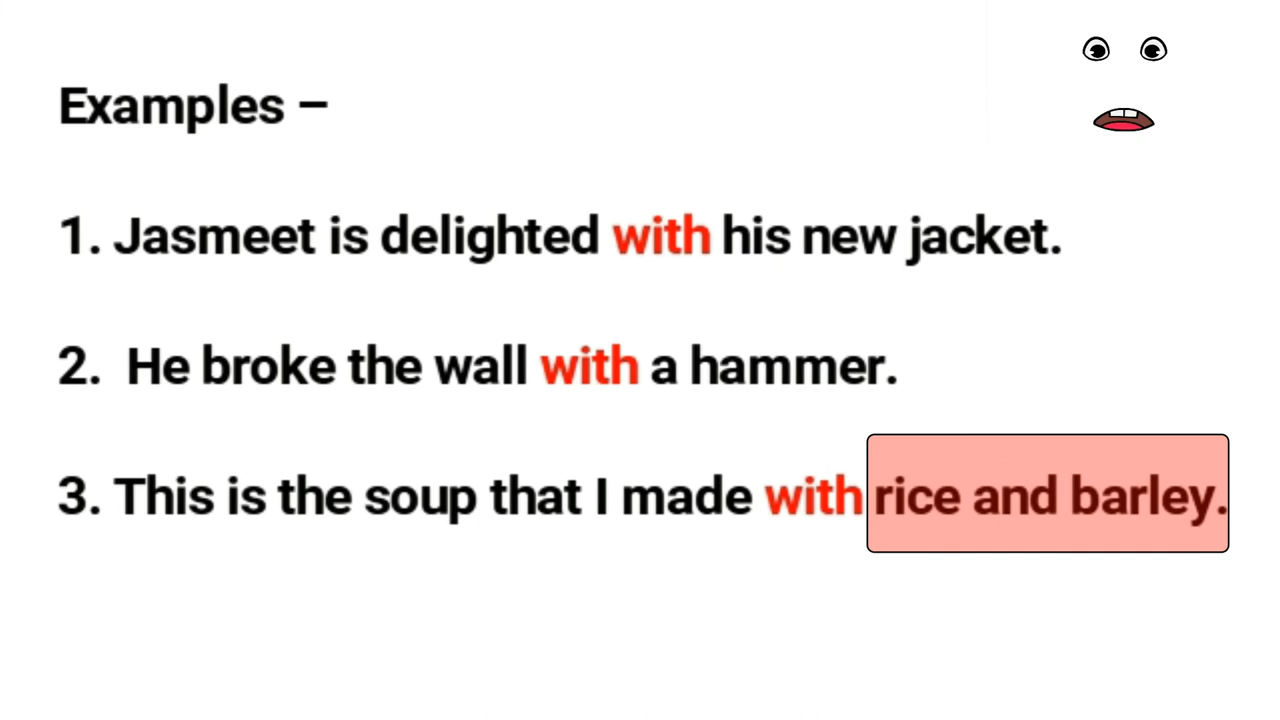 Examples –
1. Jasmeet is delighted with his new jacket.
2. He broke the wall with a hammer.
3. This is the soup that I made with rice and barley.